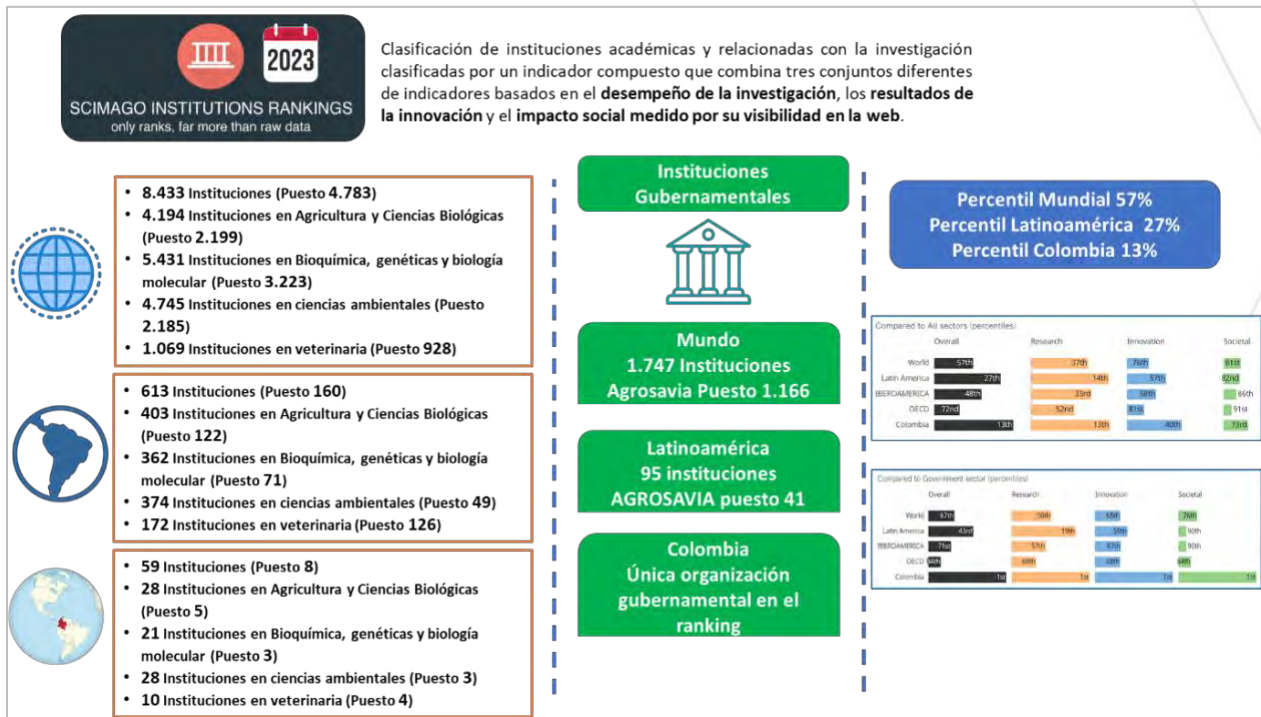 2023
SCIMAGO INSTITUTIONS RANKINGS
only ranks, far more than raw data
Clasificación de instituciones académicas y relacionadas con la investigación
clasificadas por un indicador compuesto que combina tres conjuntos diferentes
de indicadores basados en el desempeño de la investigación, los resultados de
la innovación y el impacto social medido por su visibilidad en la web.
• 8.433 Instituciones (Puesto 4.783)
• 4.194 Instituciones en Agricultura y Ciencias Biológicas
(Puesto 2.199)
• 5.431 Instituciones en Bioquímica, genéticas y biología
molecular (Puesto 3.223)
• 4.745 Instituciones en ciencias ambientales (Puesto
2.185)
• 1.069 Instituciones en veterinaria (Puesto 928)
• 613 Instituciones (Puesto 160)
• 403 Instituciones en Agricultura y Ciencias Biológicas
(Puesto 122)
• 362 Instituciones en Bioquímica, genéticas y biología
molecular (Puesto 71)
• 374 Instituciones en ciencias ambientales (Puesto 49)
• 172 Instituciones en veterinaria (Puesto 126)
• 59 Instituciones (Puesto 8)
• 28 Instituciones en Agricultura y Ciencias Biológicas
(Puesto 5)
• 21 Instituciones en Bioquímica, genéticas y biología
molecular (Puesto 3)
• 28 Instituciones en ciencias ambientales (Puesto 3)
• 10 Instituciones en veterinaria (Puesto 4)
Instituciones
Gubernamentales
Mundo
1.747 Instituciones
Agrosavia Puesto 1.166
Latinoamérica
95 instituciones
AGROSAVIA puesto 41
Colombia
Única organización
gubernamental en el
ranking
Percentil Mundial 57%
Percentil Latinoamérica 27%
Percentil Colombia 13%
Compared to All sectors (percentiles)
Overall Research Innovation Societal
World 57th 37th 76th 81st
Latin America 27th 14th 57th 82nd
IBEROAMERICA 48th 86th
OECD 72nd 52nd 81st 91st
Colombia 13th 13th 40th 73rd
Compared to Government sector (percentiles)
Overall Research Innovation Societal
World 67th
Latin America 43rd 19th 90th
IBEROAMERICA 71st 57th 90th
OECD
Colombia 1st 1st 1st 1st